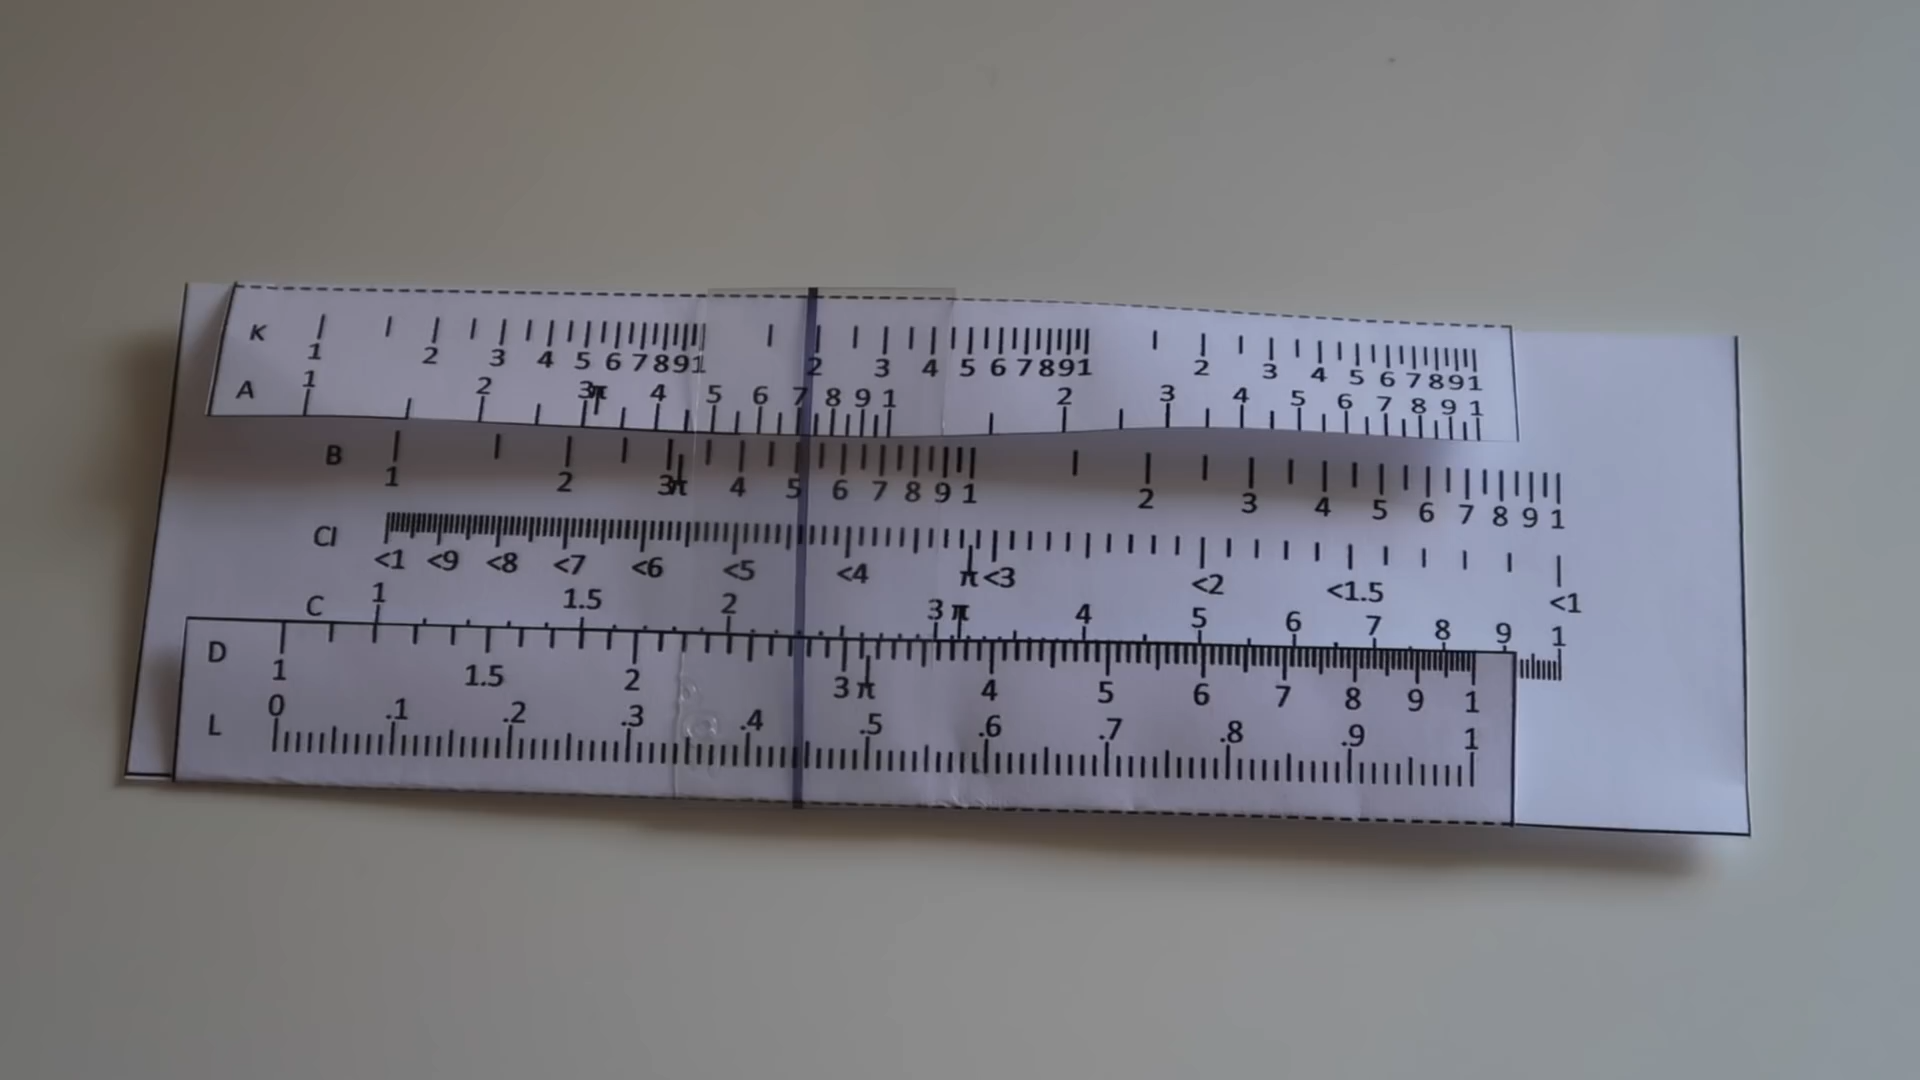 K 1 2 3 4 5 6 7 8 9 1 2 3 4 5 6 7 8 9 1 2 3 4 5 6 7 8 9 1
A 1 2 3 π 4 5 6 7 8 9 1 2 3 4 5 6 7 8 9 1
B 1 2 3 π 4 5 6 7 8 9 1 2 3 4 5 6 7 8 9 1
CI <1 <9 <8 <7 <6 <5 <4 π <3 <2 <1.5 <1
C 1 1.5 2 3 π 4 5 6 7 8 9 1
D 1 1.5 2 3 π 4 5 6 7 8 9 1
L 0 .1 .2 .3 .4 .5 .6 .7 .8 .9 1